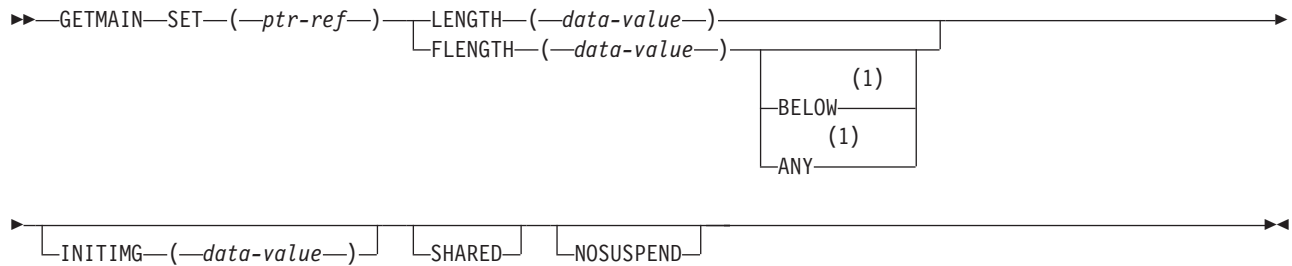 GETMAIN SET ( ptr-ref ) LENGTH ( data-value )
FLENGTH ( data-value )
(1)
BELOW
(1)
ANY
INITIMG ( data-value ) SHARED NOSUSPEND